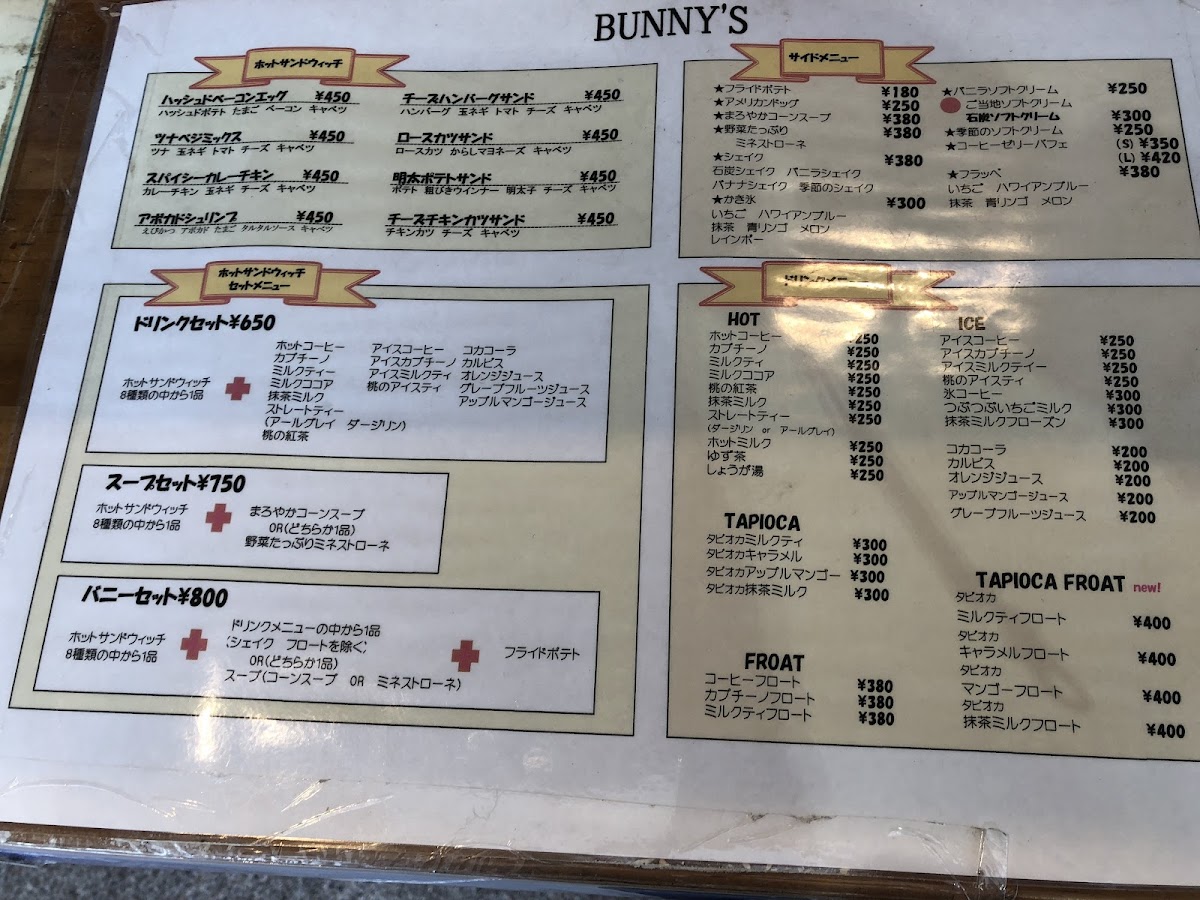 BUNNY'S
ホットサンドウィッチ
ハッシュドベーコンエッグ ¥450
ハッシュドポテト たまご ベーコン キャベツ
ツナベジミックス ¥450
ツナ 玉ネギ トマト チーズ キャベツ
スパイシーカレーチキン ¥450
カレーチキン 玉ネギ チーズ キャベツ
アボカドシュリンプ ¥450
えびかつ アボカド たまご タルタルソース キャベツ
チーズハンバーグサンド ¥450
ハンバーグ 玉ネギ トマト チーズ キャベツ
ロースカツサンド ¥450
ロースカツ からしマヨネーズ キャベツ
明太ポテトサンド ¥450
ポテト 粗びきウインナー 明太子 チーズ キャベツ
チーズチキンカツサンド ¥450
チキンカツ チーズ キャベツ
ホットサンドウィッチ
セットメニュー
ドリンクセット¥650
ホットサンドウィッチ
8種類の中から1品
ホットコーヒー
カプチーノ
ミルクティー
ミルクココア
抹茶ミルク
ストレートティー
(アールグレイ ダージリン)
桃の紅茶
アイスコーヒー
アイスカプチーノ
アイスミルクティ
桃のアイスティ
コカコーラ
カルピス
オレンジジュース
グレープフルーツジュース
アップルマンゴージュース
スープセット¥750
ホットサンドウィッチ
8種類の中から1品
まろやかコーンスープ
OR(どちらか1品)
野菜たっぷりミネストローネ
バニーセット¥800
ホットサンドウィッチ
8種類の中から1品
ドリンクメニューの中から1品
(シェイク フロートを除く)
OR(どちらか1品)
スープ(コーンスープ OR ミネストローネ)
フライドポテト
サイドメニュー
★フライドポテト ¥180
★アメリカンドッグ ¥250
★まろやかコーンスープ ¥380
★野菜たっぷり ¥380
ミネストローネ
★シェイク ¥380
石炭シェイク バニラシェイク
バナナシェイク 季節のシェイク
★かき氷 ¥300
いちご ハワイアンブルー
抹茶 青リンゴ メロン
レインボー
★バニラソフトクリーム ¥250
ご当地ソフトクリーム
石炭ソフトクリーム ¥300
★季節のソフトクリーム ¥250
★コーヒーゼリーパフェ (S) ¥350
(L) ¥420
★フラッペ ¥380
いちご ハワイアンブルー
抹茶 青リンゴ メロン
ドリンクメニュー
HOT
ホットコーヒー ¥250
カプチーノ ¥250
ミルクティ ¥250
ミルクココア ¥250
桃の紅茶 ¥250
抹茶ミルク ¥250
ストレートティー ¥250
(ダージリン or アールグレイ)
ホットミルク ¥250
ゆず茶 ¥250
しょうが湯 ¥250
ICE
アイスコーヒー ¥250
アイスカプチーノ ¥250
アイスミルクテイー ¥250
桃のアイスティ ¥250
氷コーヒー ¥300
つぶつぶいちごミルク ¥300
抹茶ミルクフローズン ¥300
コカコーラ ¥200
カルピス ¥200
オレンジジュース ¥200
アップルマンゴージュース ¥200
グレープフルーツジュース ¥200
TAPIOCA
タピオカミルクティ ¥300
タピオカキャラメル ¥300
タピオカアップルマンゴー ¥300
タピオカ抹茶ミルク ¥300
FROAT
コーヒーフロート ¥380
カプチーノフロート ¥380
ミルクティフロート ¥380
TAPIOCA FROAT new!
タピオカ
ミルクティフロート ¥400
タピオカ
キャラメルフロート ¥400
タピオカ
マンゴーフロート ¥400
タピオカ
抹茶ミルクフロート ¥400